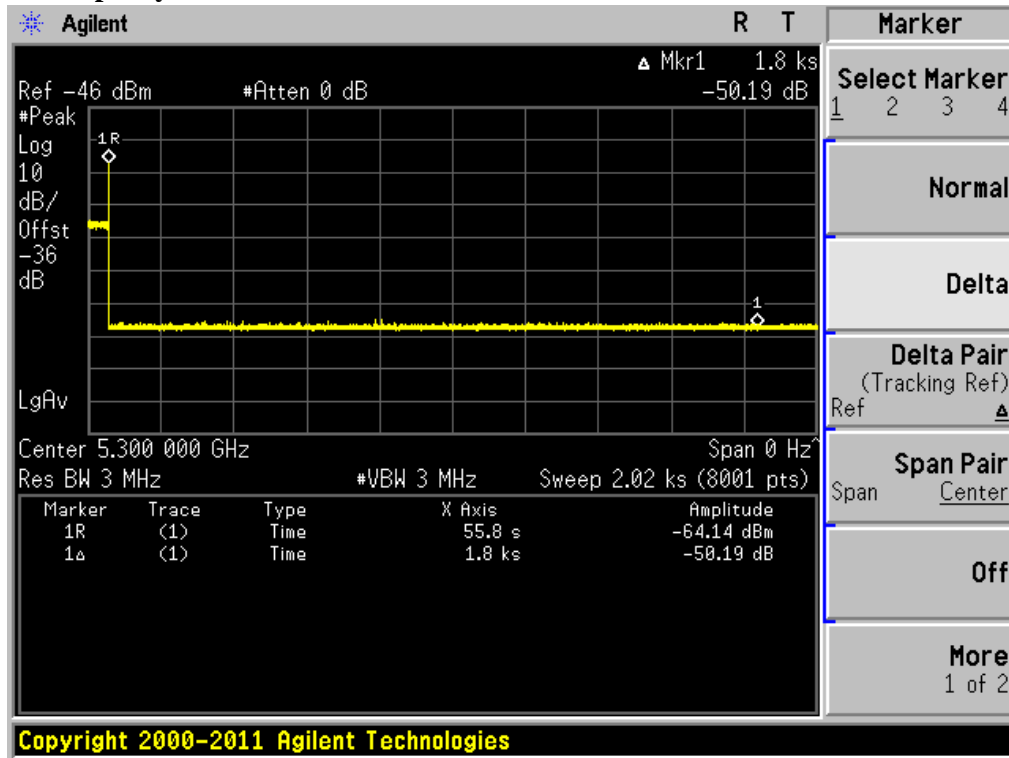 Agilent R T
Marker
Δ Mkr1 1.8 ks
Ref −46 dBm #Atten 0 dB −50.19 dB
#Peak
Log
10
dB/
Offst
−36
dB
1R
1
LgAv
Center 5.300 000 GHz Span 0 Hz^
Res BW 3 MHz #VBW 3 MHz Sweep 2.02 ks (8001 pts)
Marker Trace Type X Axis Amplitude
1R (1) Time 55.8 s −64.14 dBm
1Δ (1) Time 1.8 ks −50.19 dB
Select Marker
1 2 3 4
Normal
Delta
Delta Pair
(Tracking Ref)
Ref Δ
Span Pair
Span Center
Off
More
1 of 2
Copyright 2000-2011 Agilent Technologies